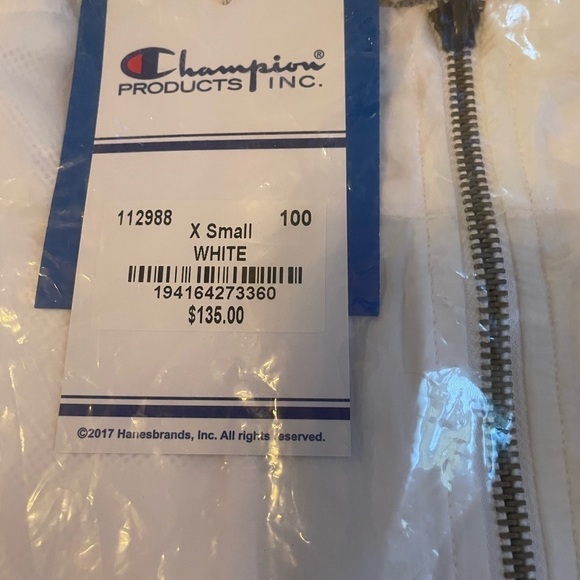 Champion®
PRODUCTS INC.
112988
100
X Small
WHITE
194164273360
$135.00
©2017 Hanesbrands, Inc. All rights reserved.